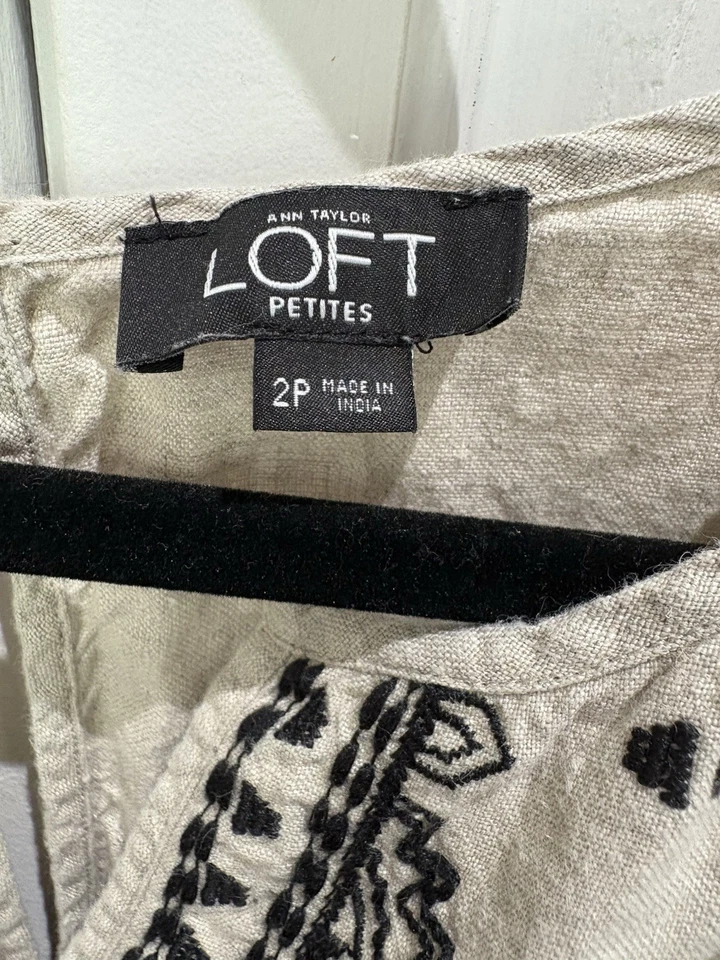 ANN TAYLOR
LOFT
PETITES
2P MADE IN
INDIA